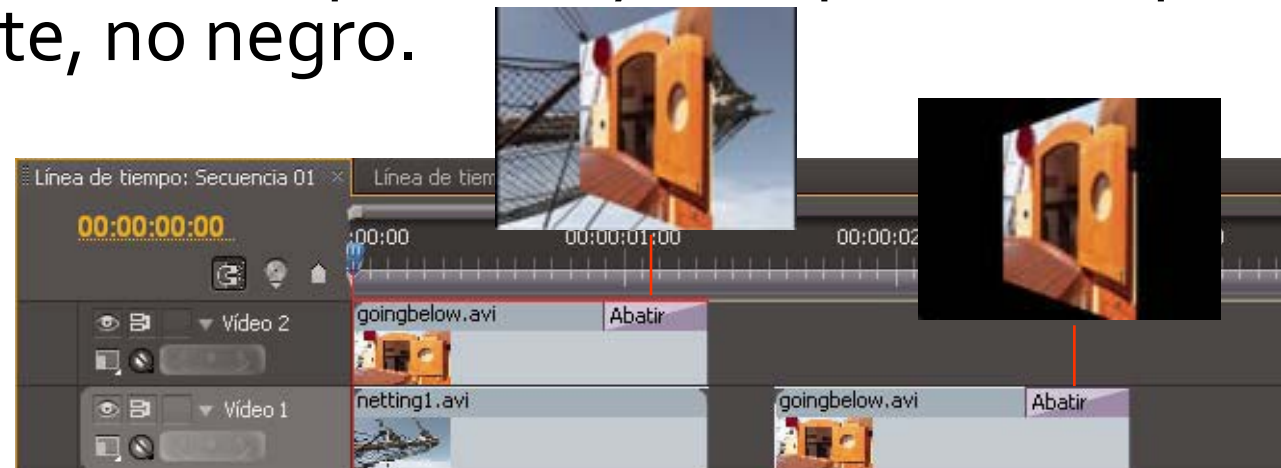 te, no negro.
Línea de tiempo: Secuencia 01 × Línea de tiem
00:00:00:00
:00:00 00:00:01:00 00:00:02
Vídeo 2
goingbelow.avi Abatir
Vídeo 1
netting1.avi goingbelow.avi Abatir